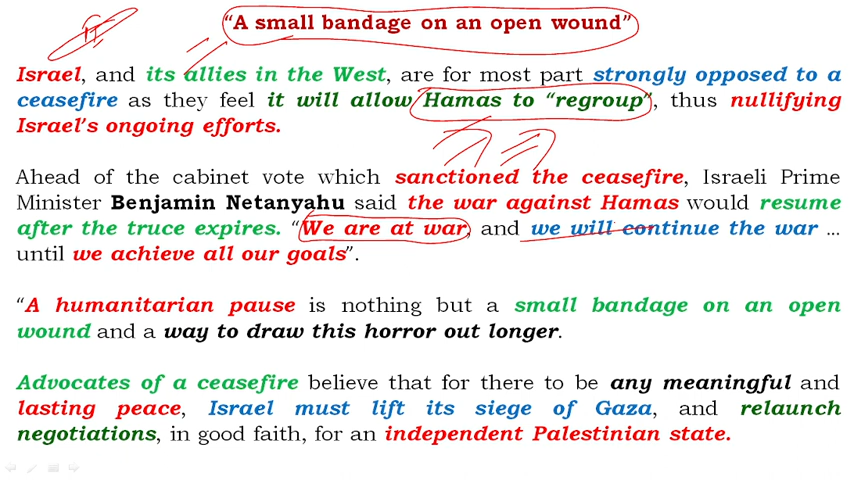 “A small bandage on an open wound”
Israel, and its allies in the West, are for most part strongly opposed to a
ceasefire as they feel it will allow Hamas to “regroup”, thus nullifying
Israel’s ongoing efforts.
Ahead of the cabinet vote which sanctioned the ceasefire, Israeli Prime
Minister Benjamin Netanyahu said the war against Hamas would resume
after the truce expires. “We are at war, and we will continue the war ...
until we achieve all our goals”.
“A humanitarian pause is nothing but a small bandage on an open
wound and a way to draw this horror out longer.
Advocates of a ceasefire believe that for there to be any meaningful and
lasting peace, Israel must lift its siege of Gaza, and relaunch
negotiations, in good faith, for an independent Palestinian state.